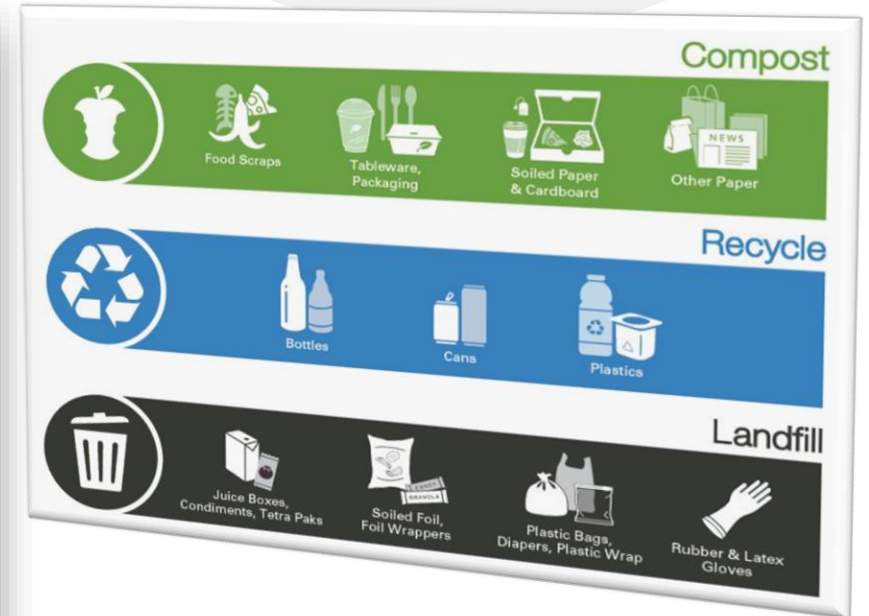 Compost
Food Scraps
Tableware,
Packaging
Soiled Paper
& Cardboard
NEWS
Other Paper
Recycle
Bottles
Cans
Plastics
Landfill
Juice Boxes,
Condiments, Tetra Paks
CANDY
GRANOLA
Soiled Foil,
Foil Wrappers
Plastic Bags,
Diapers, Plastic Wrap
Rubber & Latex
Gloves